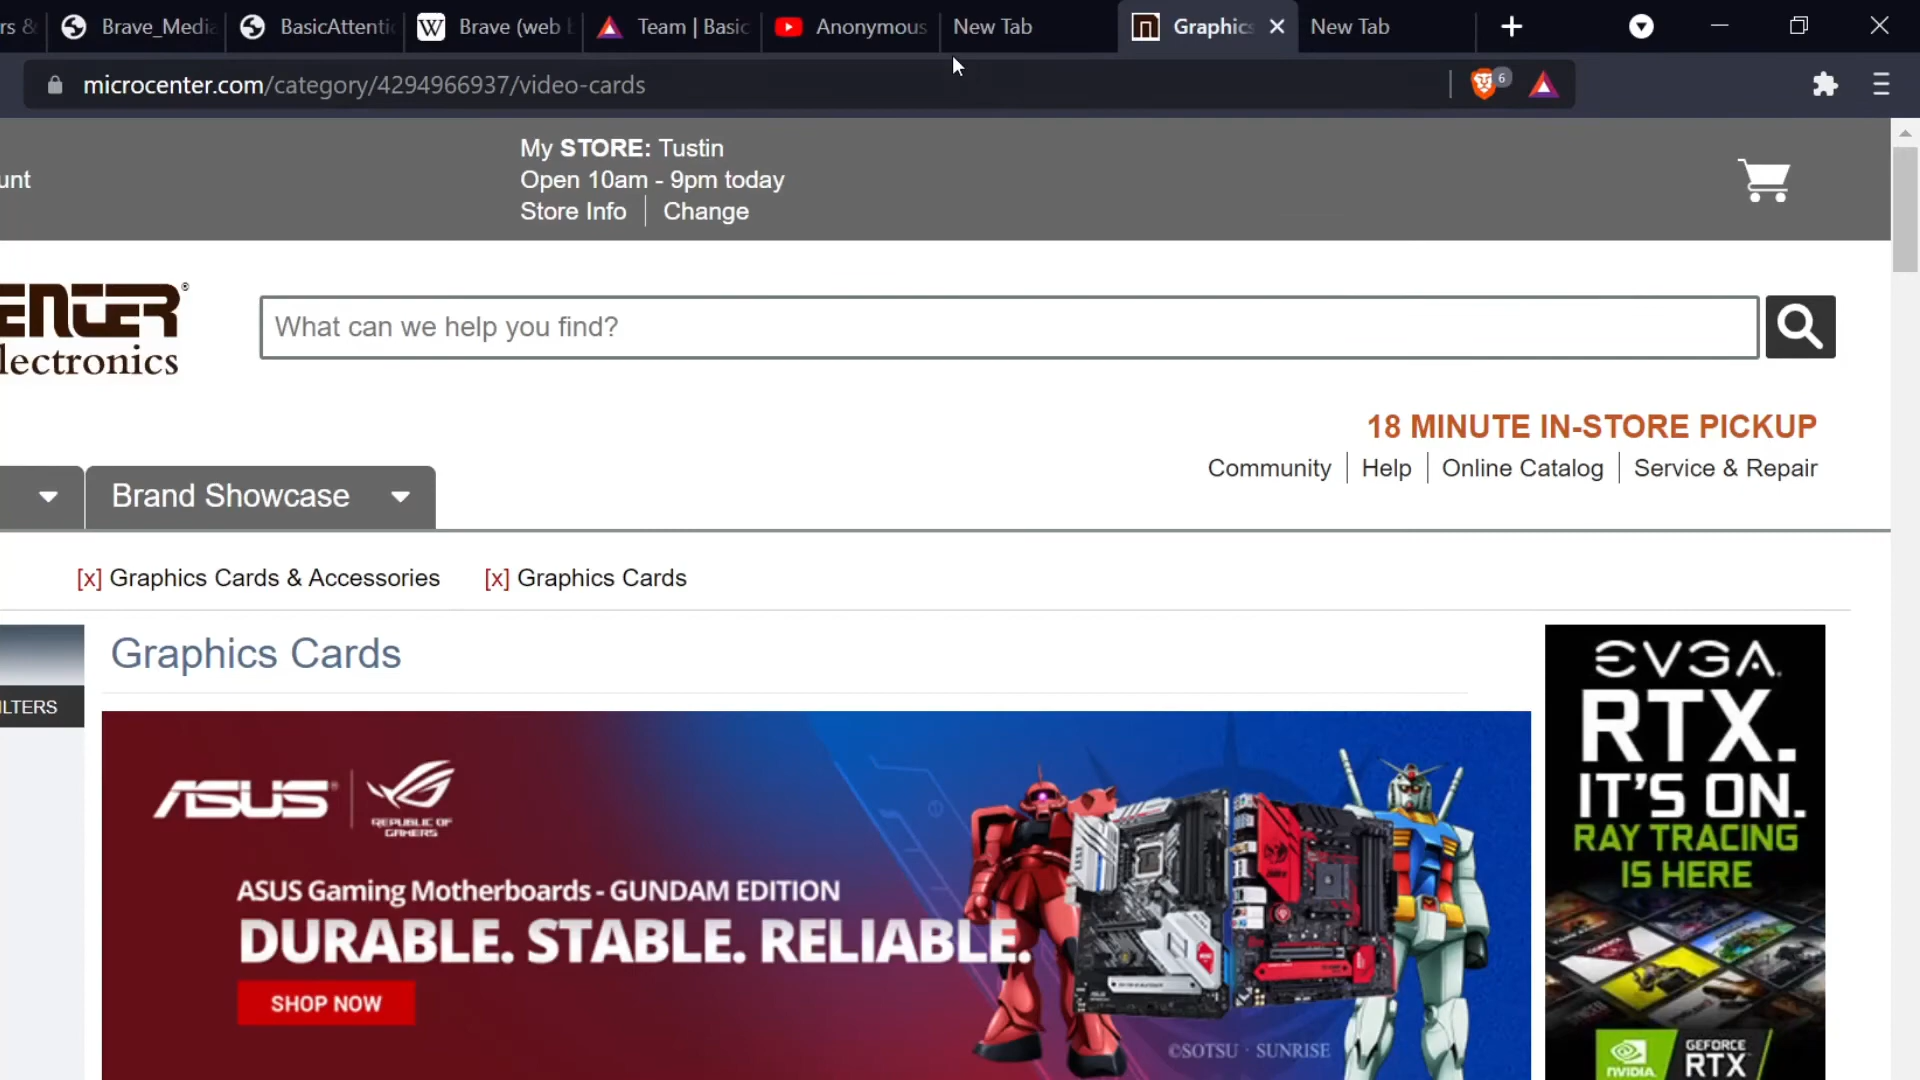 rs &
Brave_Media
BasicAttenti
Brave (web b
Team | Basic
Anonymous
New Tab
Graphics
New Tab
microcenter.com/category/4294966937/video-cards
6
unt
My STORE: Tustin
Open 10am - 9pm today
Store Info
Change
ENTER®
lectronics
What can we help you find?
18 MINUTE IN-STORE PICKUP
Community
Help
Online Catalog
Service & Repair
Brand Showcase
[x] Graphics Cards & Accessories
[x] Graphics Cards
Graphics Cards
ILTERS
ASUS
REPUBLIC OF
GAMERS
ASUS Gaming Motherboards - GUNDAM EDITION
DURABLE. STABLE. RELIABLE.
SHOP NOW
©SOTSU · SUNRISE
EVGA.
RTX.
IT'S ON.
RAY TRACING
IS HERE
NVIDIA.
GEFORCE
RTX